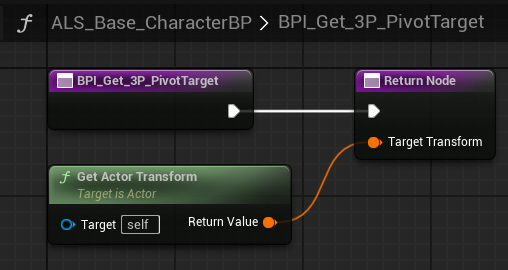 f ALS_Base_CharacterBP > BPI_Get_3P_PivotTarget
BPI_Get_3P_PivotTarget
Return Node
Target Transform
f Get Actor Transform
Target is Actor
Target self Return Value